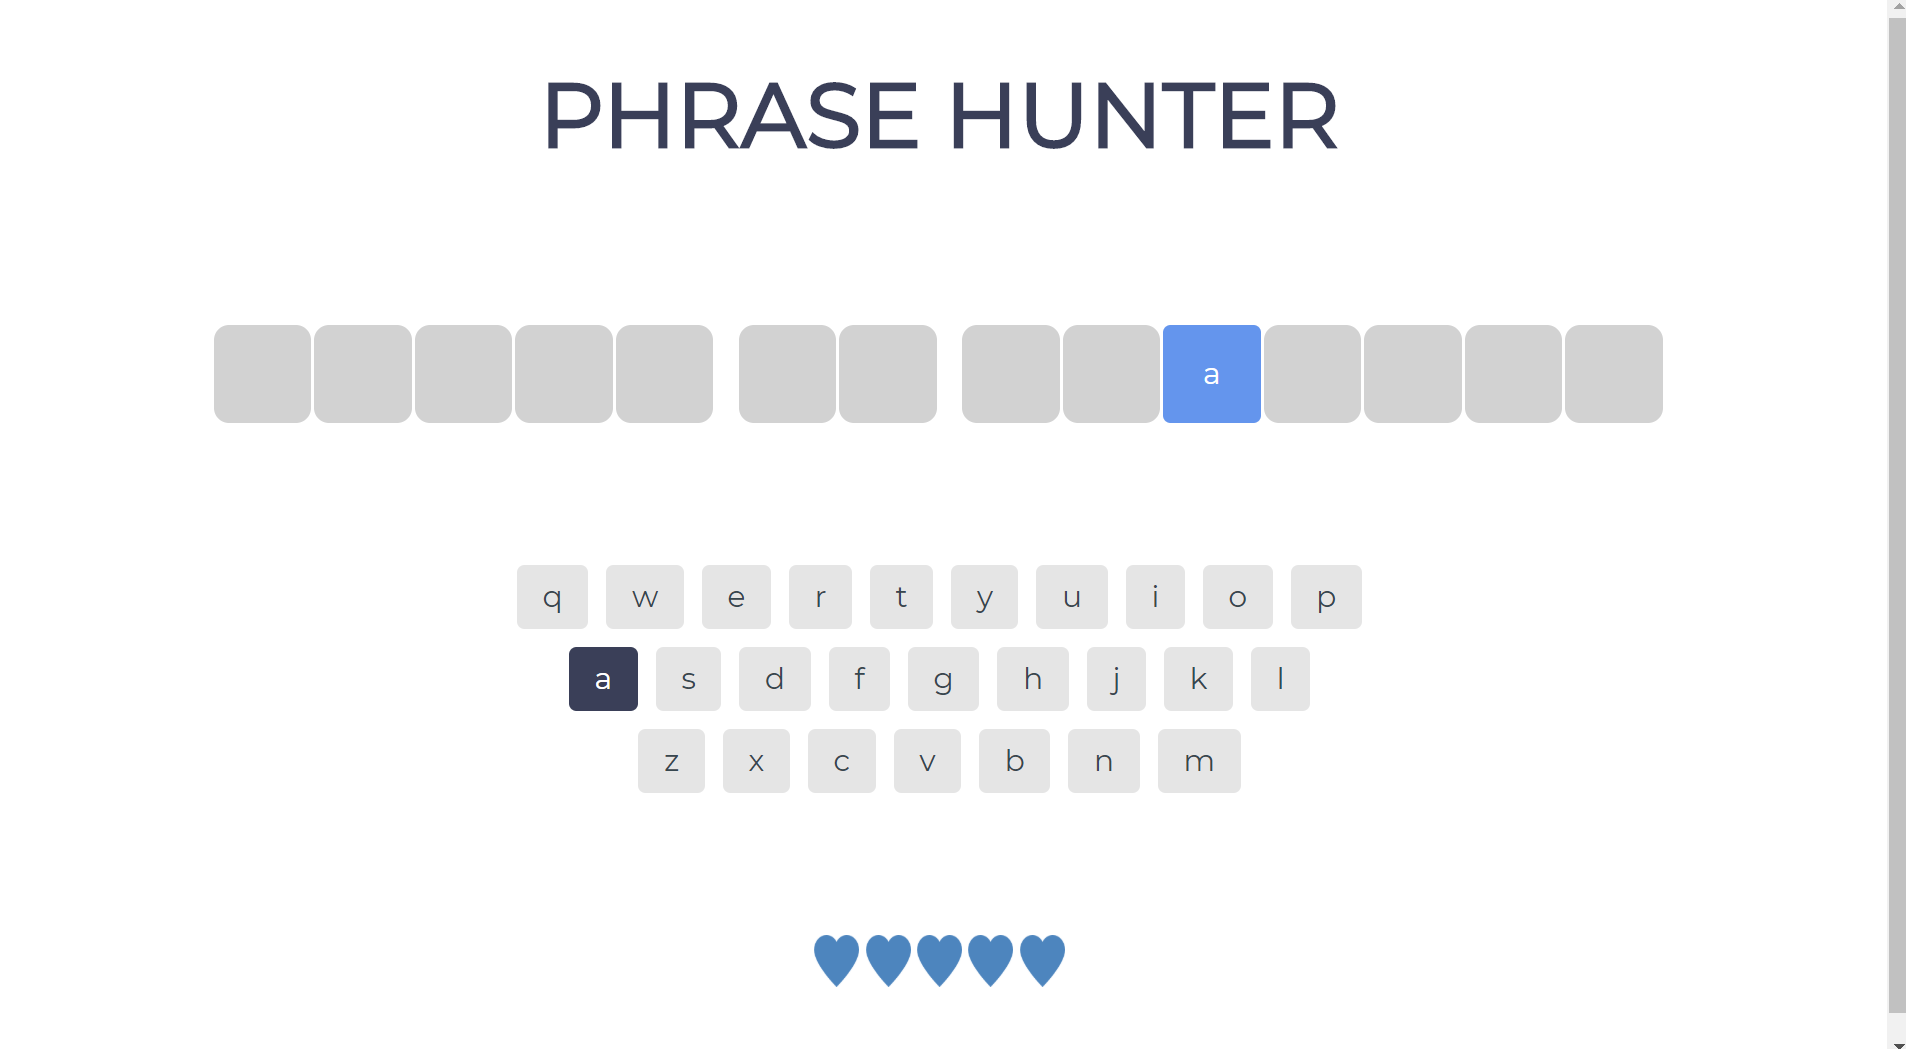 PHRASE HUNTER
a
q w e r t y u i o p
a s d f g h j k l
z x c v b n m